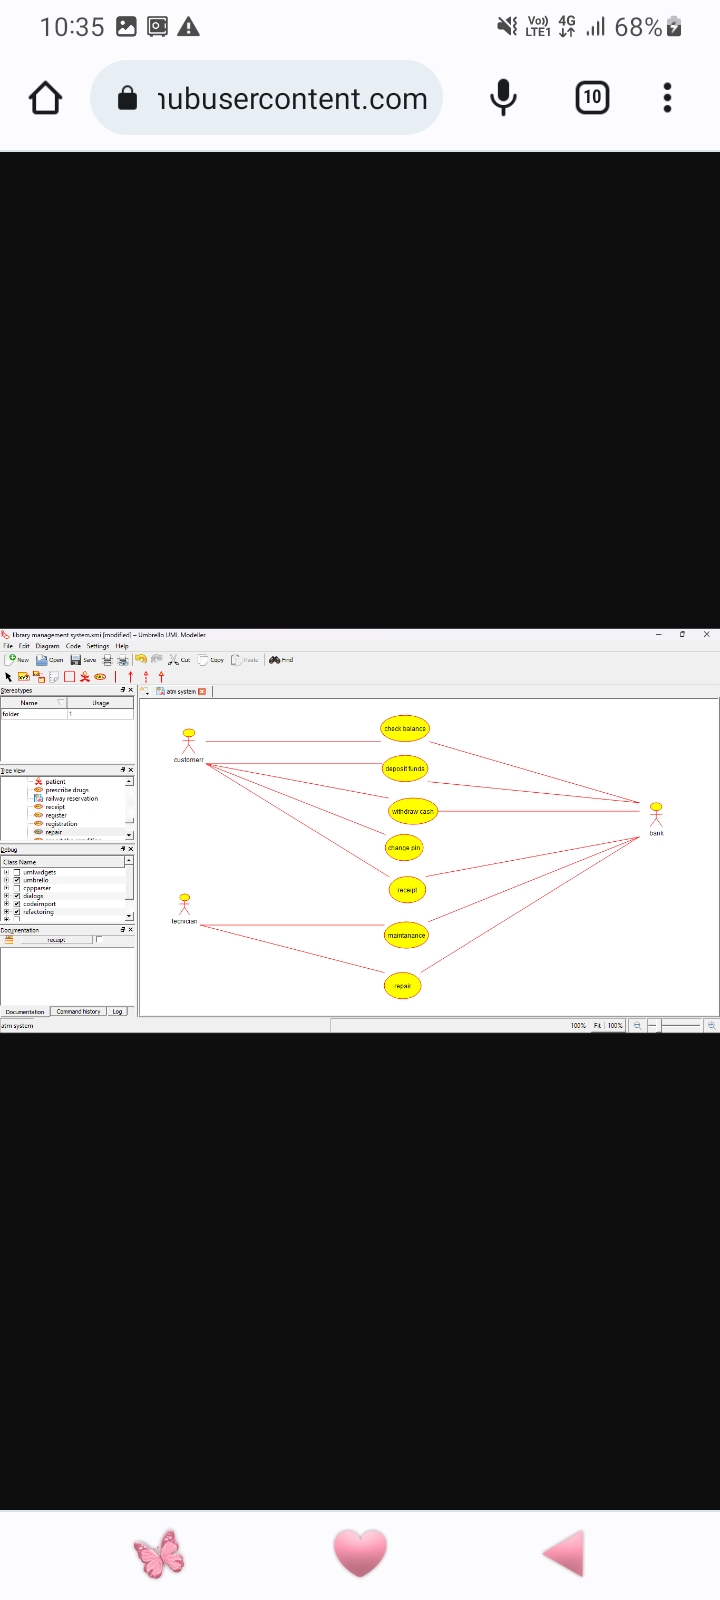 10:35 Vo) LTE1 4G 68%
nubusercontent.com 10
library management system.xmi [modified] – Umbrello UML Modeller
File Edit Diagram Code Settings Help
New Open Save Cut Copy Paste Find
Stereotypes
atm system
Name Usage
folder 1
Tree View
patient
prescribe drugs
railway reservation
receipt
register
registration
repair
Debug
Class Name
umlwidgets
umbrello
cppparser
dialogs
codeimport
refactoring
Documentation
receipt
Documentation Command history Log
atm system
100% Fit 100%
check balance
customerr
deposit funds
withdraw cash
bank
change pin
receipt
tecnician
maintanance
repair